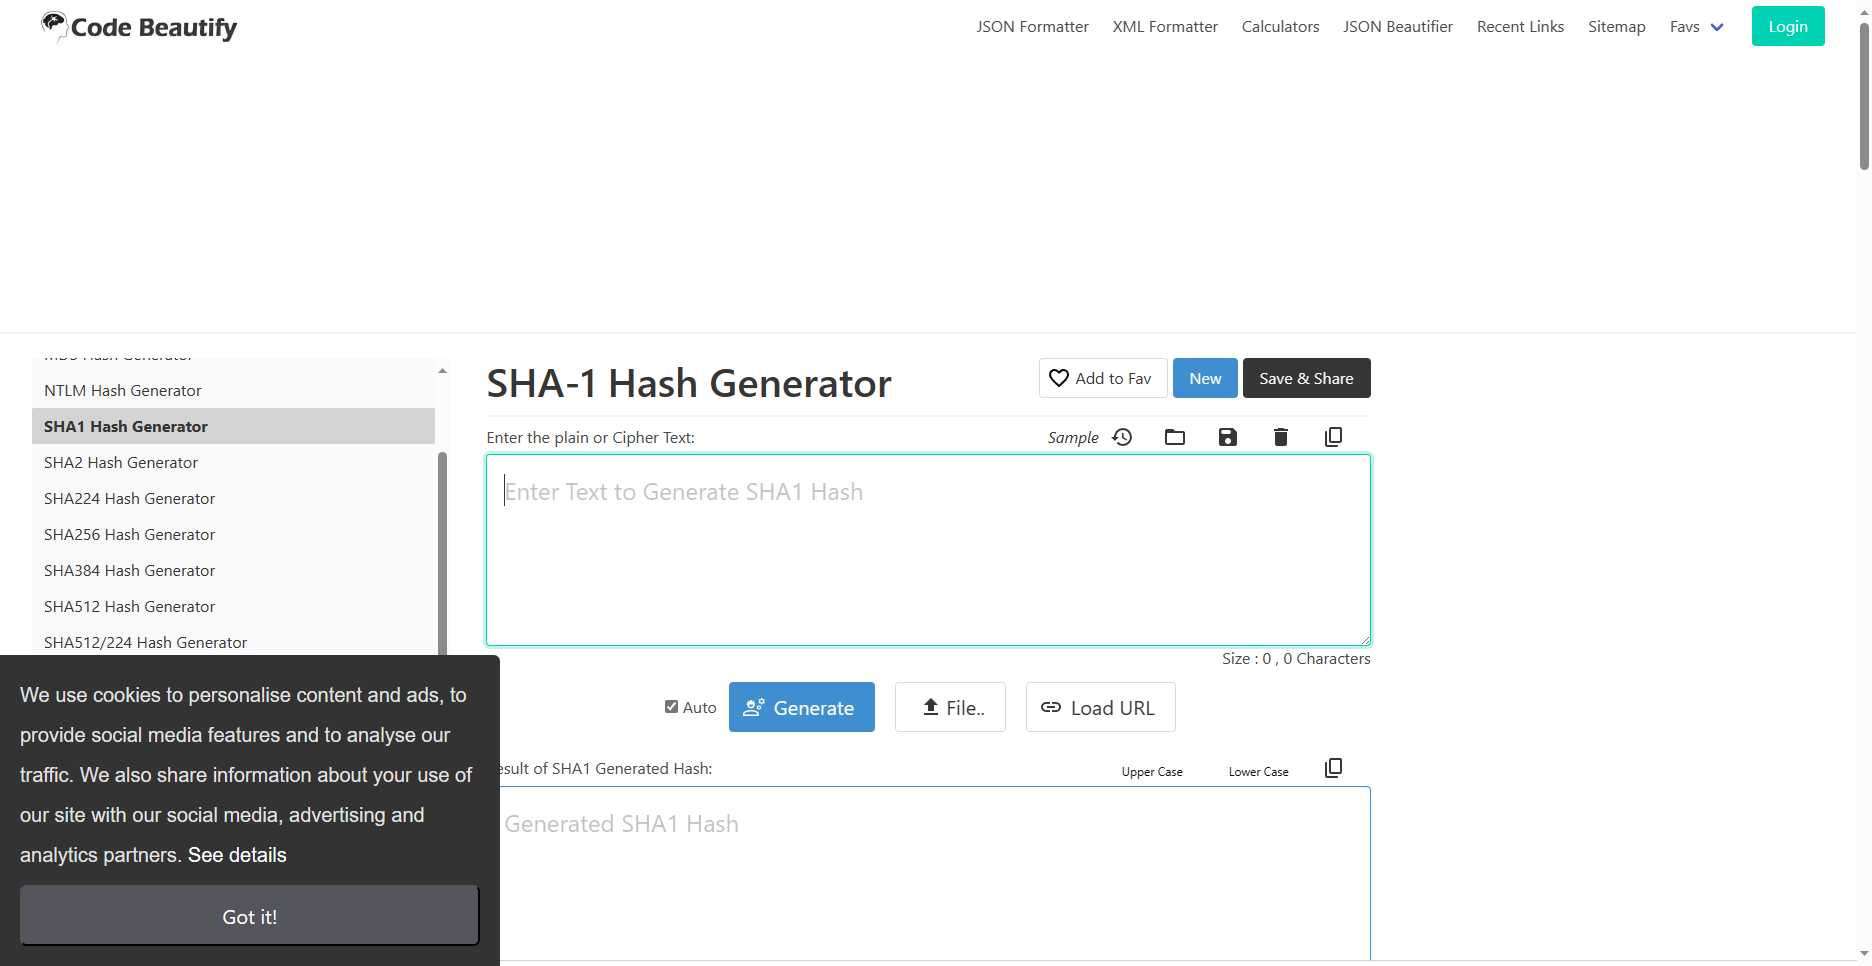 Code Beautify
JSON Formatter XML Formatter Calculators JSON Beautifier Recent Links Sitemap Favs Login
NTLM Hash Generator
SHA1 Hash Generator
SHA2 Hash Generator
SHA224 Hash Generator
SHA256 Hash Generator
SHA384 Hash Generator
SHA512 Hash Generator
SHA512/224 Hash Generator
SHA-1 Hash Generator
Add to Fav New Save & Share
Enter the plain or Cipher Text:
Sample
Enter Text to Generate SHA1 Hash
Size : 0 , 0 Characters
Auto Generate File.. Load URL
of SHA1 Generated Hash:
Upper Case Lower Case
Generated SHA1 Hash
We use cookies to personalise content and ads, to
provide social media features and to analyse our
traffic. We also share information about your use of
our site with our social media, advertising and
analytics partners. See details
Got it!